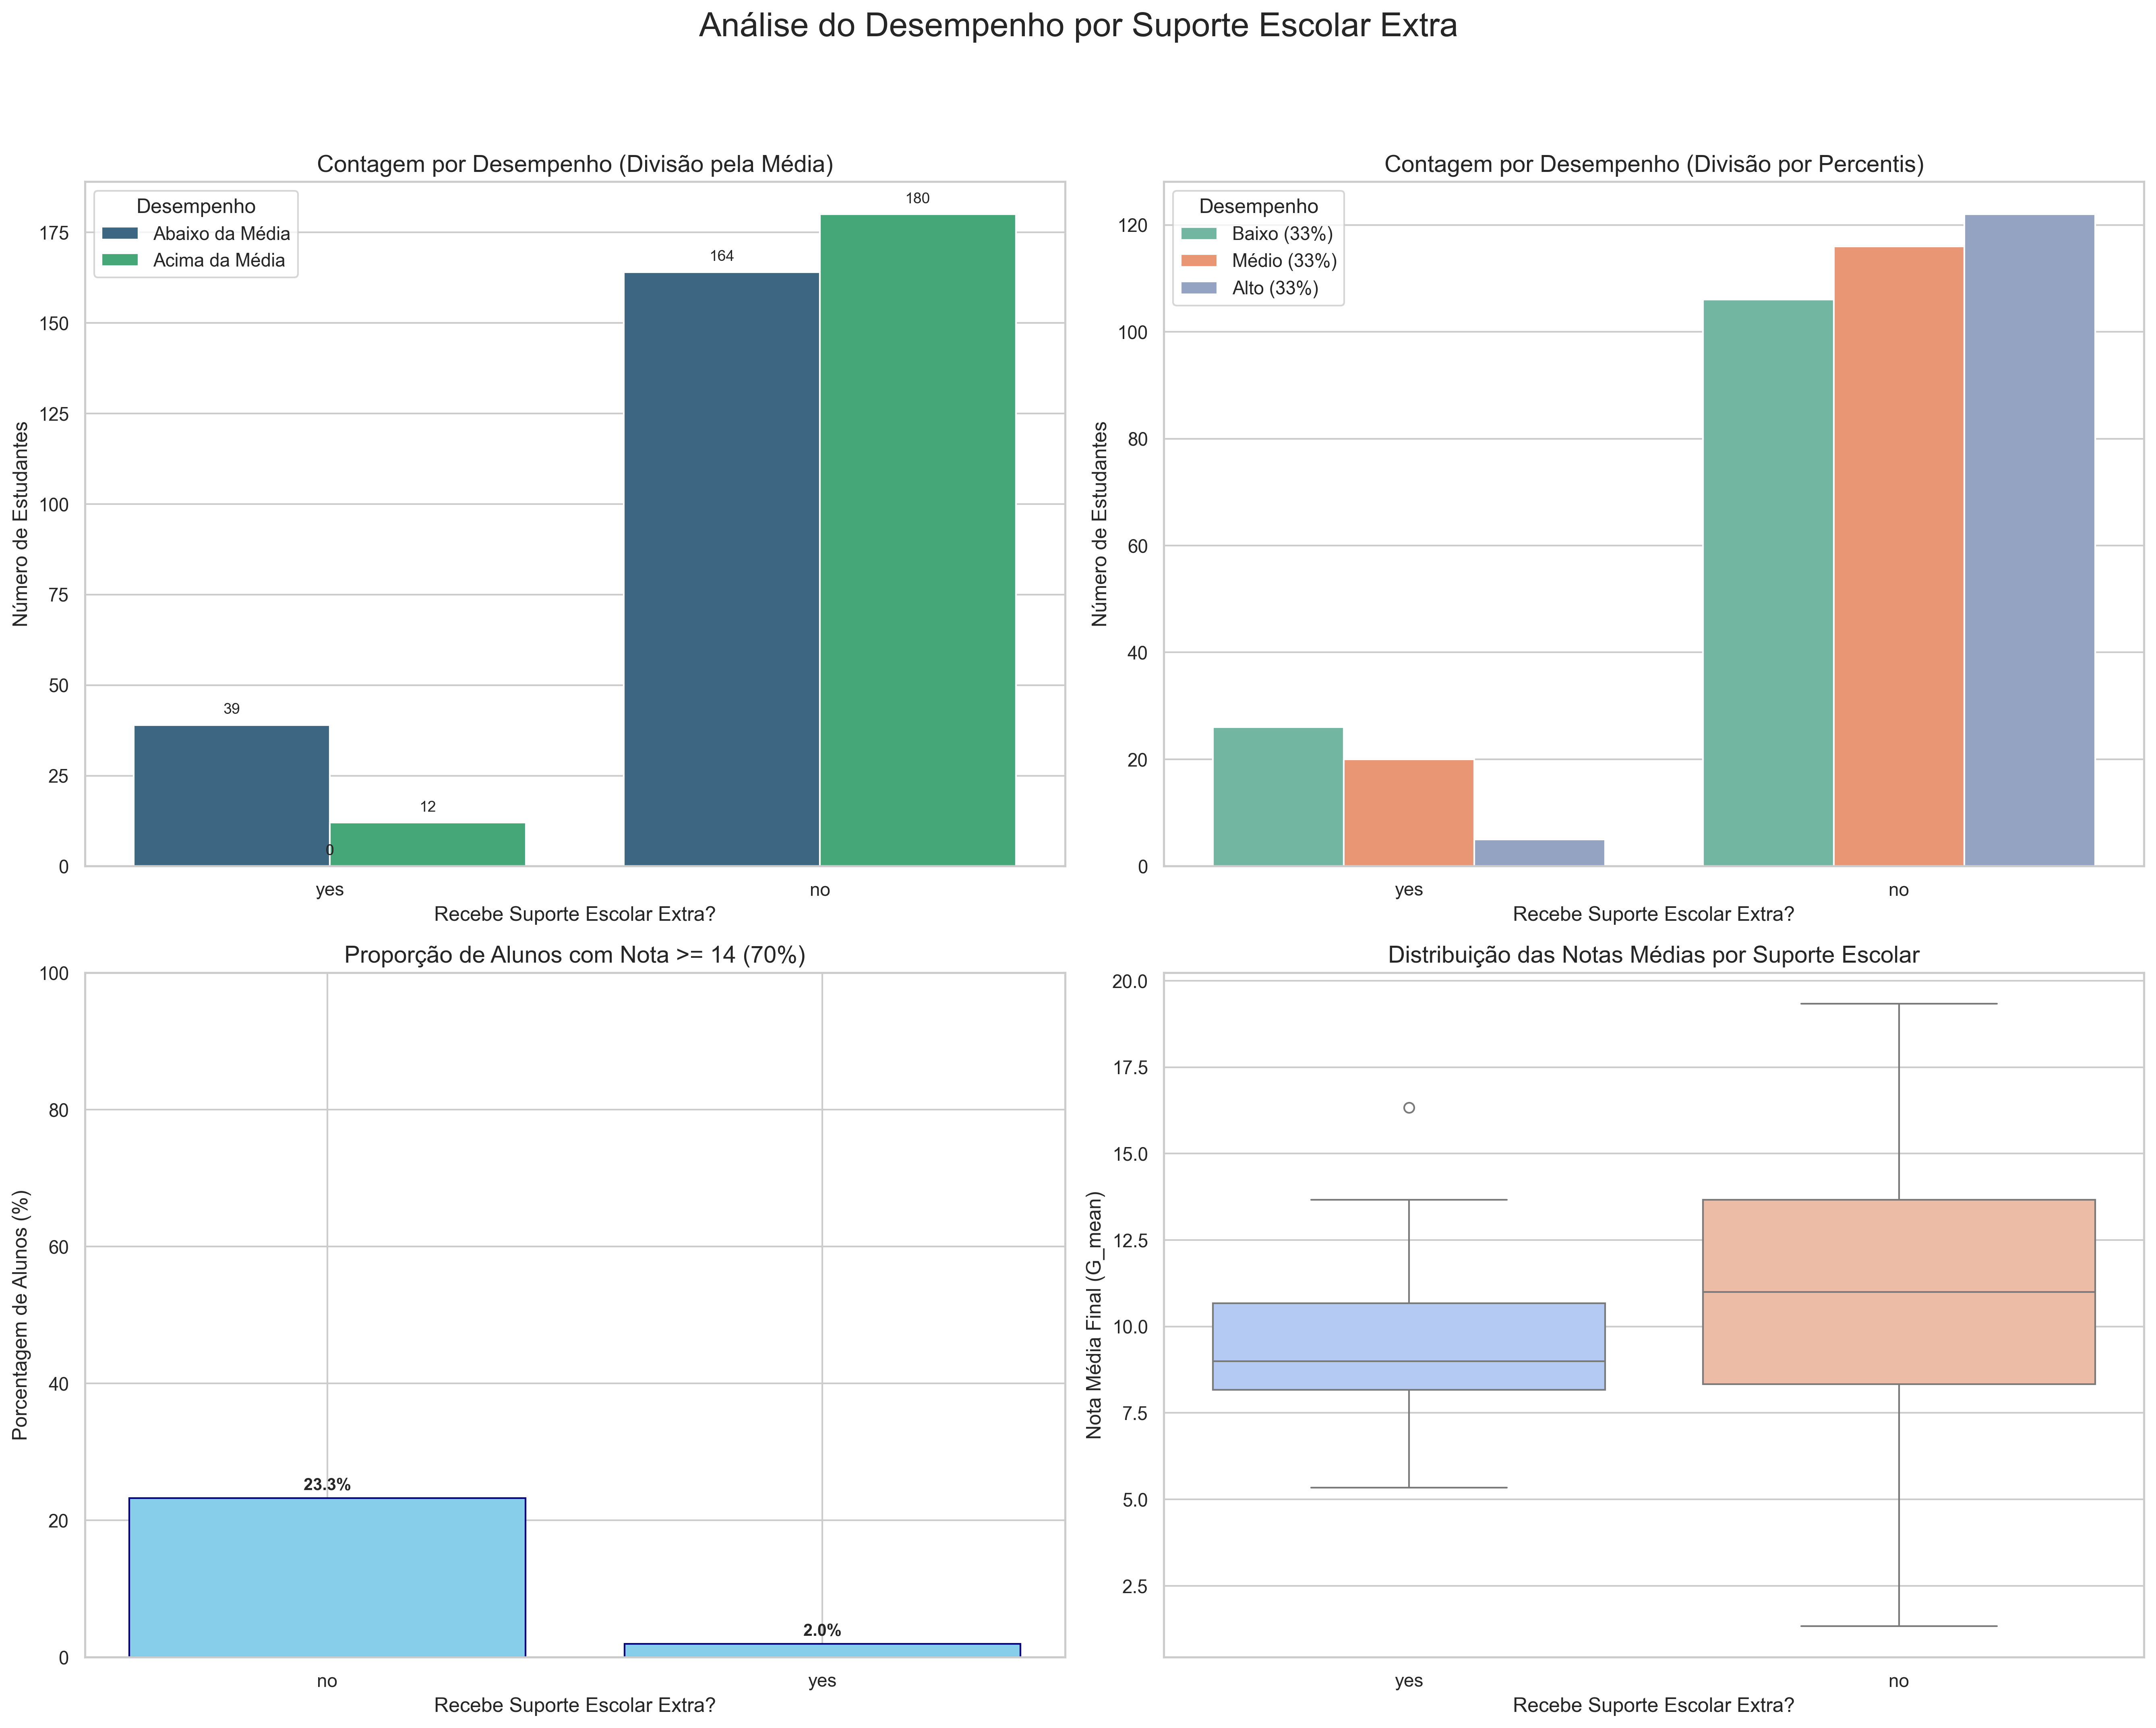 Análise do Desempenho por Suporte Escolar Extra
Contagem por Desempenho (Divisão pela Média)
Desempenho
Abaixo da Média
Acima da Média
Número de Estudantes
175
150
125
100
75
50
25
0
39
12
0
164
180
yes
no
Recebe Suporte Escolar Extra?
Contagem por Desempenho (Divisão por Percentis)
Desempenho
Baixo (33%)
Médio (33%)
Alto (33%)
Número de Estudantes
120
100
80
60
40
20
0
yes
no
Recebe Suporte Escolar Extra?
Proporção de Alunos com Nota >= 14 (70%)
Porcentagem de Alunos (%)
100
80
60
40
20
0
23.3%
2.0%
no
yes
Recebe Suporte Escolar Extra?
Distribuição das Notas Médias por Suporte Escolar
Nota Média Final (G_mean)
20.0
17.5
15.0
12.5
10.0
7.5
5.0
2.5
yes
no
Recebe Suporte Escolar Extra?